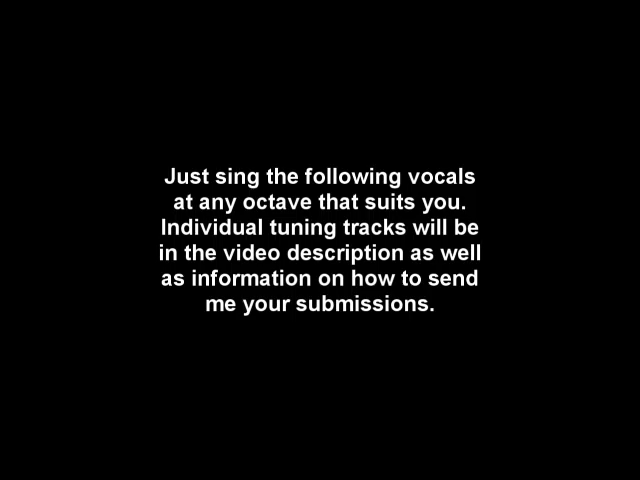 Just sing the following vocals
at any octave that suits you.
Individual tuning tracks will be
in the video description as well
as information on how to send
me your submissions.